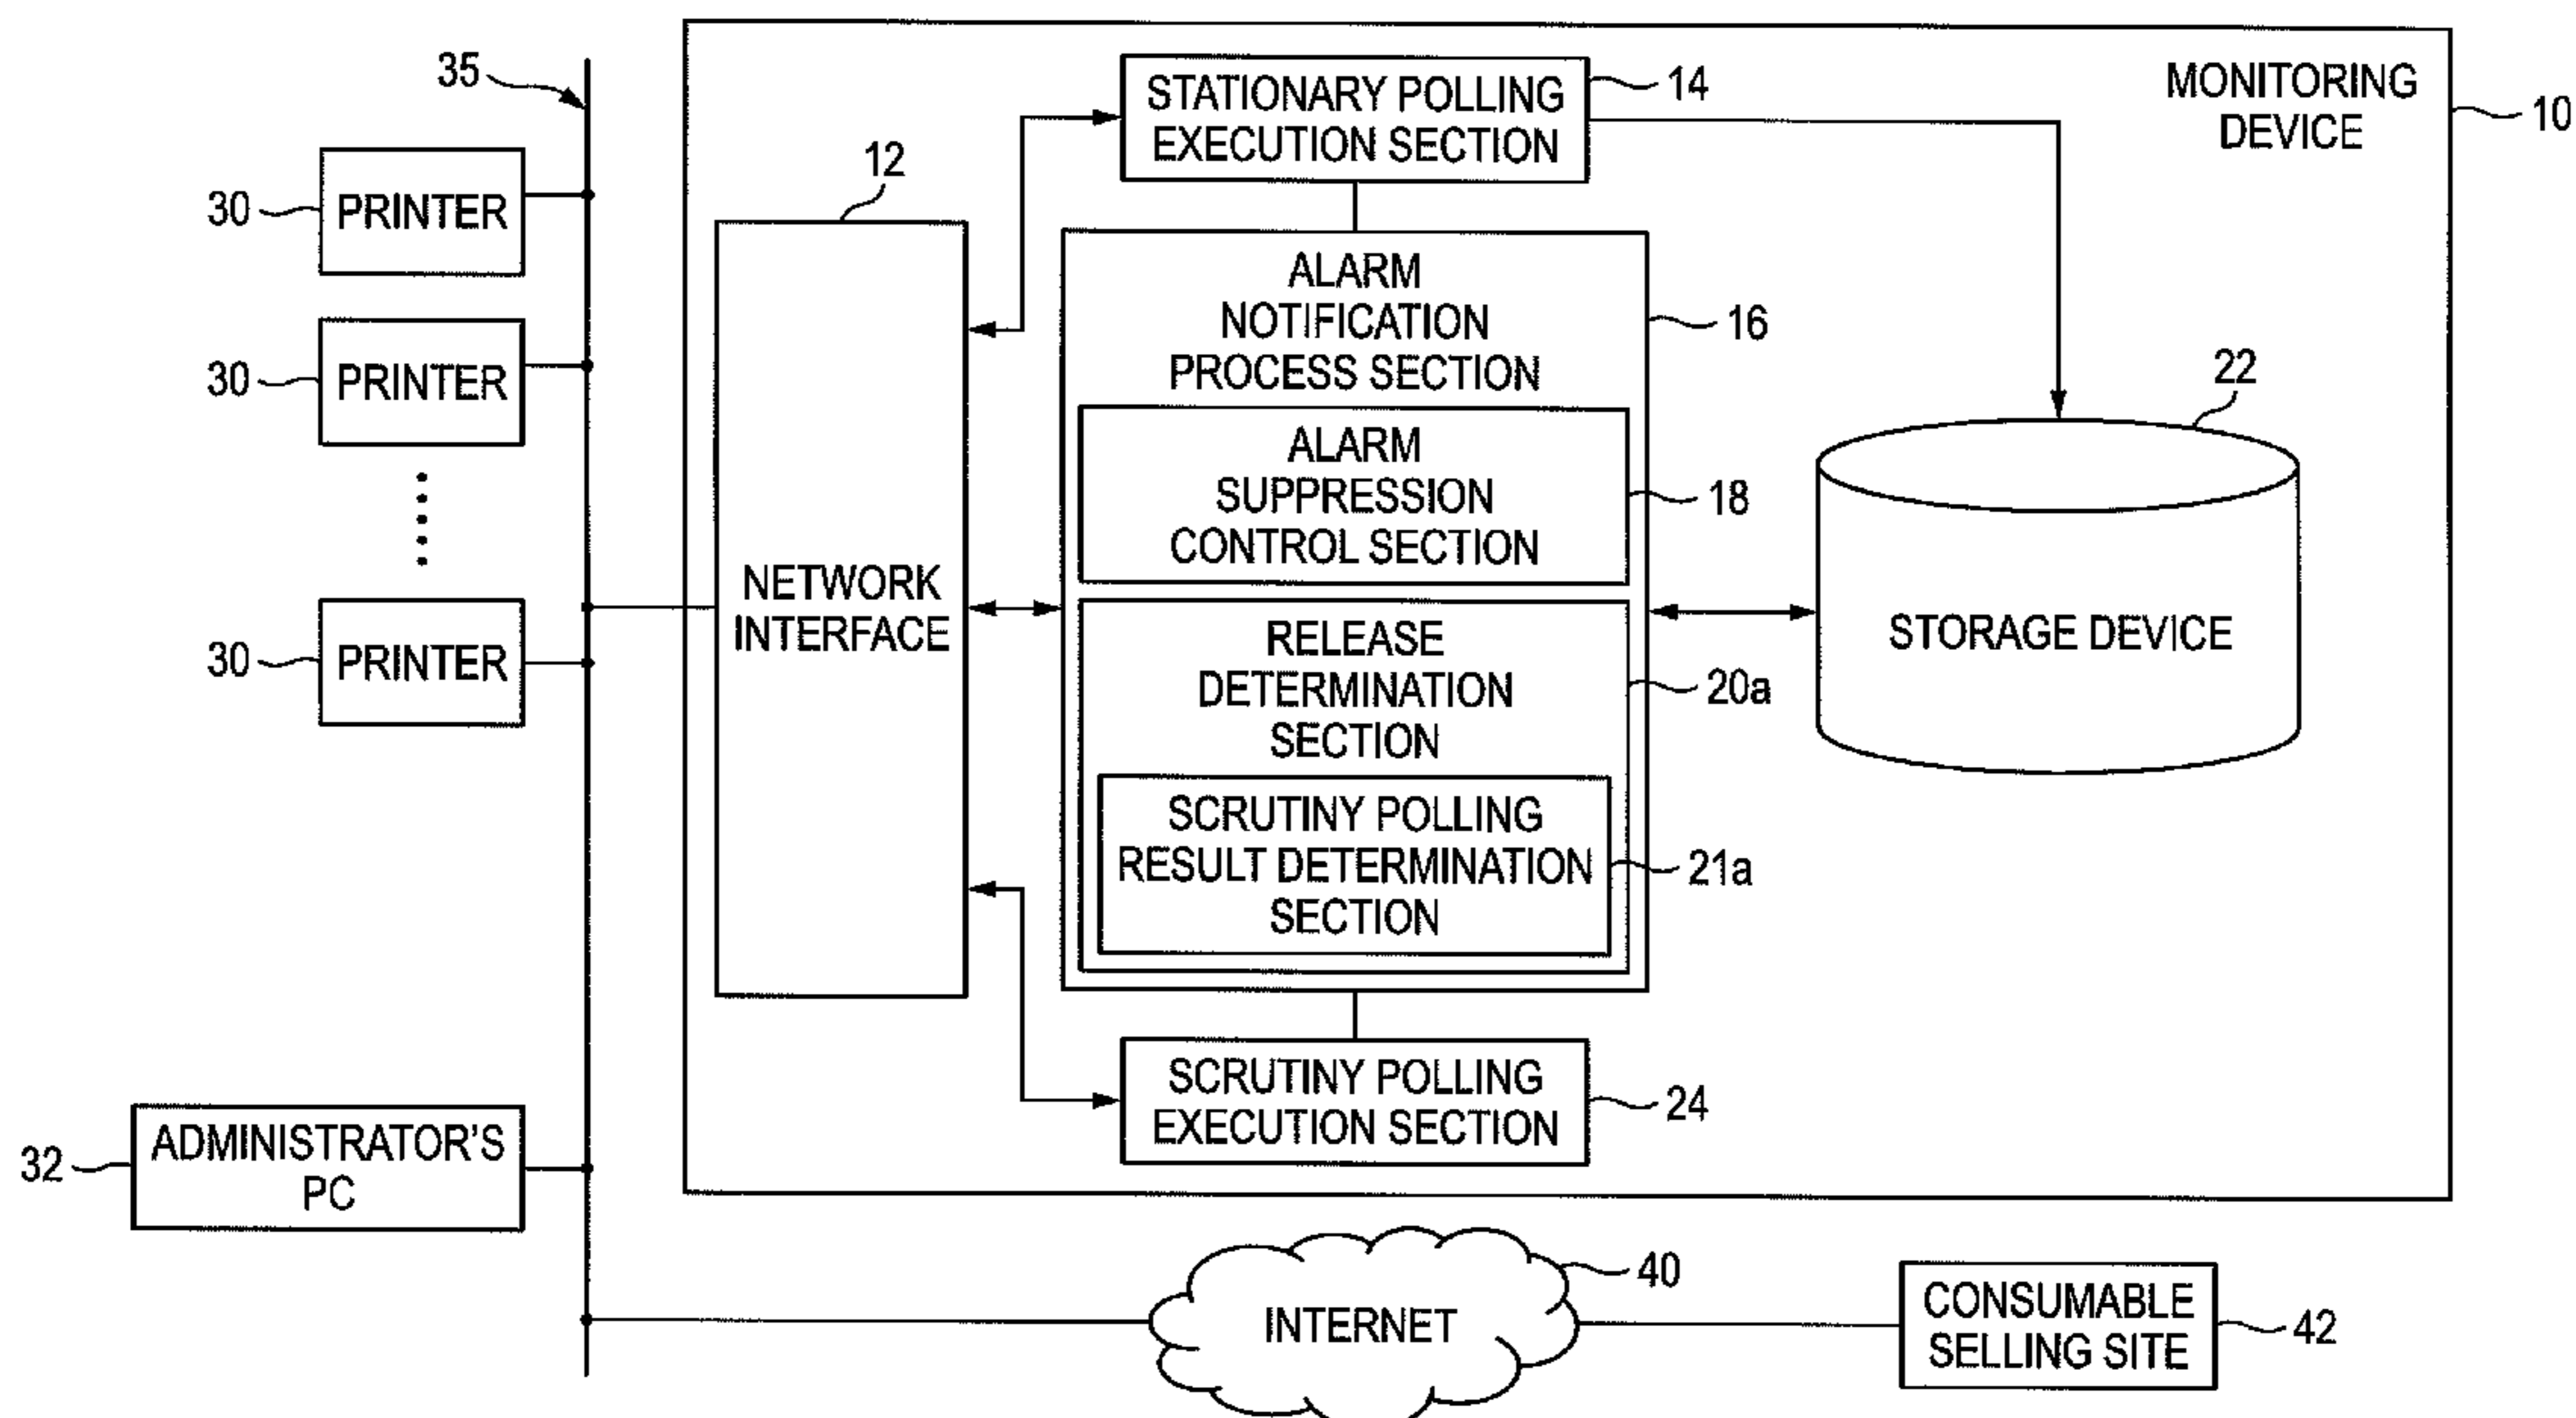 35
PRINTER
30
PRINTER
30
PRINTER
30
ADMINISTRATOR'S
PC
32
MONITORING
DEVICE
10
NETWORK
INTERFACE
12
STATIONARY POLLING
EXECUTION SECTION
14
ALARM
NOTIFICATION
PROCESS SECTION
16
ALARM
SUPPRESSION
CONTROL SECTION
18
RELEASE
DETERMINATION
SECTION
20a
SCRUTINY POLLING
RESULT DETERMINATION
SECTION
21a
SCRUTINY POLLING
EXECUTION SECTION
24
22
STORAGE DEVICE
INTERNET
40
CONSUMABLE
SELLING SITE
42